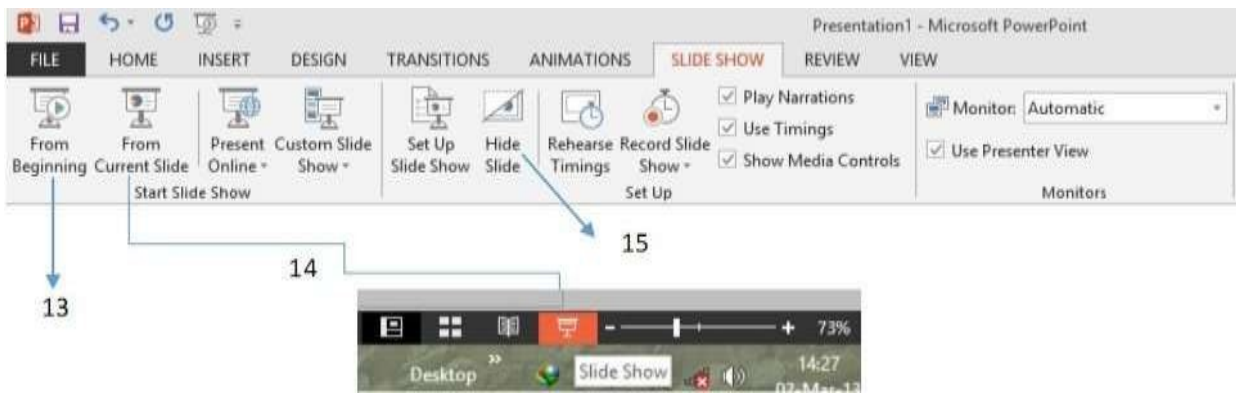 Presentation1 - Microsoft PowerPoint
FILE HOME INSERT DESIGN TRANSITIONS ANIMATIONS SLIDE SHOW REVIEW VIEW
From Beginning
From Current Slide
Present Online
Custom Slide Show
Set Up Slide Show
Hide Slide
Rehearse Timings
Record Slide Show
Play Narrations
Use Timings
Show Media Controls
Monitor: Automatic
Use Presenter View
Start Slide Show
Set Up
Monitors
13
14
15
73%
Desktop
Slide Show
14:27
07-Mar-13